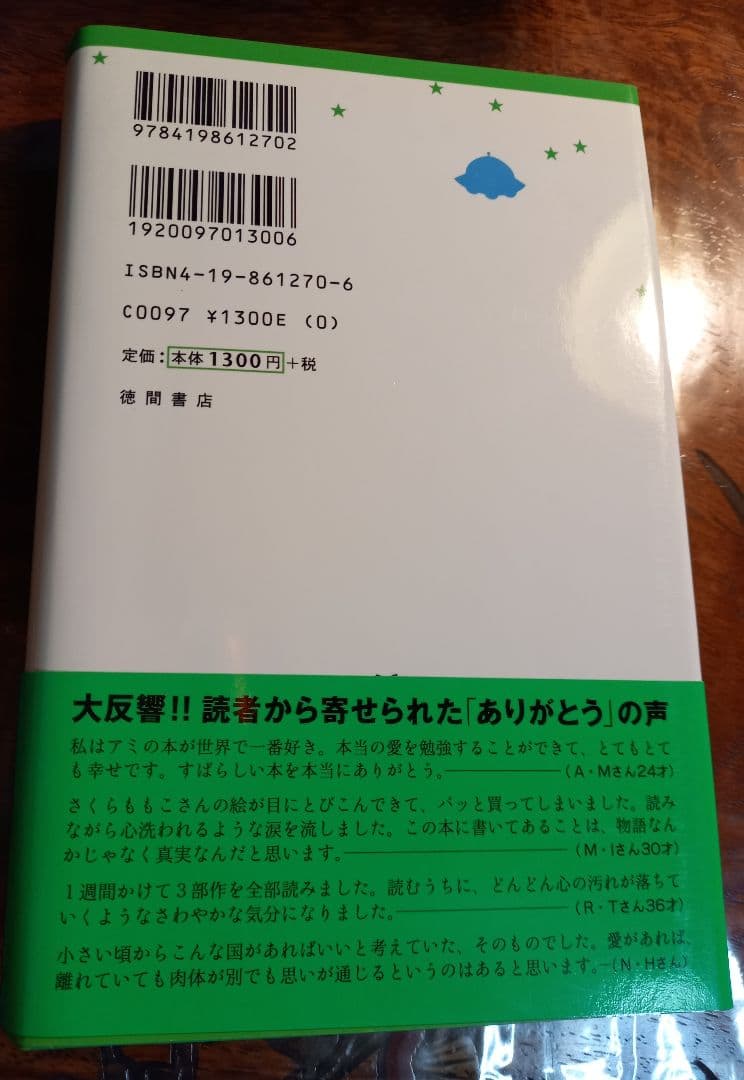 9784198612702
1920097013006
ISBN4-19-861270-6
C0097 ¥1300E (0)
定価：本体1300円＋税
徳間書店
大反響!! 読者から寄せられた「ありがとう」の声
私はアミの本が世界で一番好き。本当の愛を勉強することができて、とてもとて
も幸せです。すばらしい本を本当にありがとう。―（A・Mさん24才）
さくらももこさんの絵が目にとびこんできて、パッと買ってしまいました。読み
ながら心洗われるような涙を流しました。この本に書いてあることは、物語なん
かじゃなく真実なんだと思います。―（M・Iさん30才）
1週間かけて3部作を全部読みました。読むうちに、どんどん心の汚れが落ちて
いくようなさわやかな気分になりました。―（R・Tさん36才）
小さい頃からこんな国があればいいと考えていた、そのものでした。愛があれば、
離れていても肉体が別でも思いが通じるというのはあると思います。―（N・Hさん）